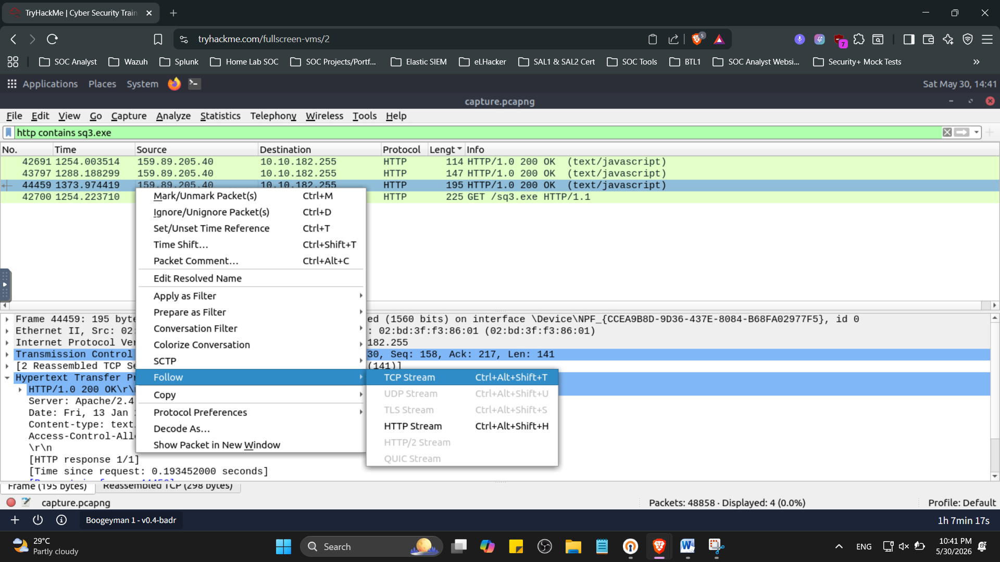 TryHackMe | Cyber Security Train
tryhackme.com/fullscreen-vms/2
5
7
SOC Analyst
Wazuh
Splunk
Home Lab SOC
SOC Projects/Portf...
Elastic SIEM
eLHacker
SAL1 & SAL2 Cert
SOC Tools
BTL1
SOC Analyst Websi...
Security+ Mock Tests
»
Applications Places System
Sat May 30, 14:41
capture.pcapng
File Edit View Go Capture Analyze Statistics Telephony Wireless Tools Help
http contains sq3.exe
No. Time Source Destination Protocol Lengt Info
42691 1254.003514 159.89.205.40 10.10.182.255 HTTP 114 HTTP/1.0 200 OK (text/javascript)
43797 1288.188299 159.89.205.40 10.10.182.255 HTTP 147 HTTP/1.0 200 OK (text/javascript)
44459 1373.974419 159.89.205.40 10.10.182.255 HTTP 195 HTTP/1.0 200 OK (text/javascript)
42700 1254.223710 HTTP 225 GET /sq3.exe HTTP/1.1
Mark/Unmark Packet(s) Ctrl+M
Ignore/Unignore Packet(s) Ctrl+D
Set/Unset Time Reference Ctrl+T
Time Shift... Ctrl+Shift+T
Packet Comment... Ctrl+Alt+C
Edit Resolved Name
Apply as Filter
Prepare as Filter
Conversation Filter
Colorize Conversation
SCTP
Follow
Copy
Protocol Preferences
Decode As...
Show Packet in New Window
TCP Stream Ctrl+Alt+Shift+T
UDP Stream Ctrl+Alt+Shift+U
TLS Stream Ctrl+Alt+Shift+S
HTTP Stream Ctrl+Alt+Shift+H
HTTP/2 Stream
QUIC Stream
Frame 44459: 195 byte ed (1560 bits) on interface \Device\NPF_{CCEA9B8D-9D36-437E-8084-B68FA02977F5}, id 0
Ethernet II, Src: 02: : 02:bd:3f:f3:86:01 (02:bd:3f:f3:86:01)
Internet Protocol Ver 182.255
Transmission Control 30, Seq: 158, Ack: 217, Len: 141
[2 Reassembled TCP Se (141)]
Hypertext Transfer Pr
HTTP/1.0 200 OK\r\n
Server: Apache/2.4
Date: Fri, 13 Jan
Content-type: text
Access-Control-Allo
\r\n
[HTTP response 1/1]
[Time since request: 0.193452000 seconds]
Frame (195 bytes) Reassembled TCP (298 bytes)
capture.pcapng
Packets: 48858 · Displayed: 4 (0.0%)
Profile: Default
Boogeyman 1 - v0.4-badr
1h 7min 17s
29°C
Partly cloudy
Search
ENG
10:41 PM
5/30/2026